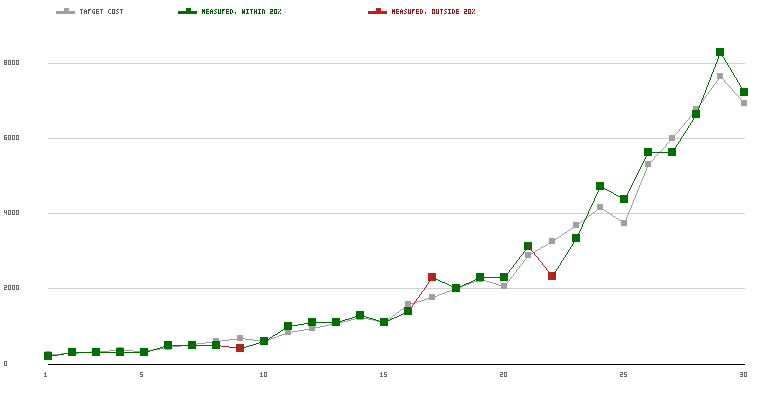 TARGET COST
MEASURED, WITHIN 20%
MEASURED, OUTSIDE 20%
8000
6000
4000
2000
0
1 5 10 15 20 25 30